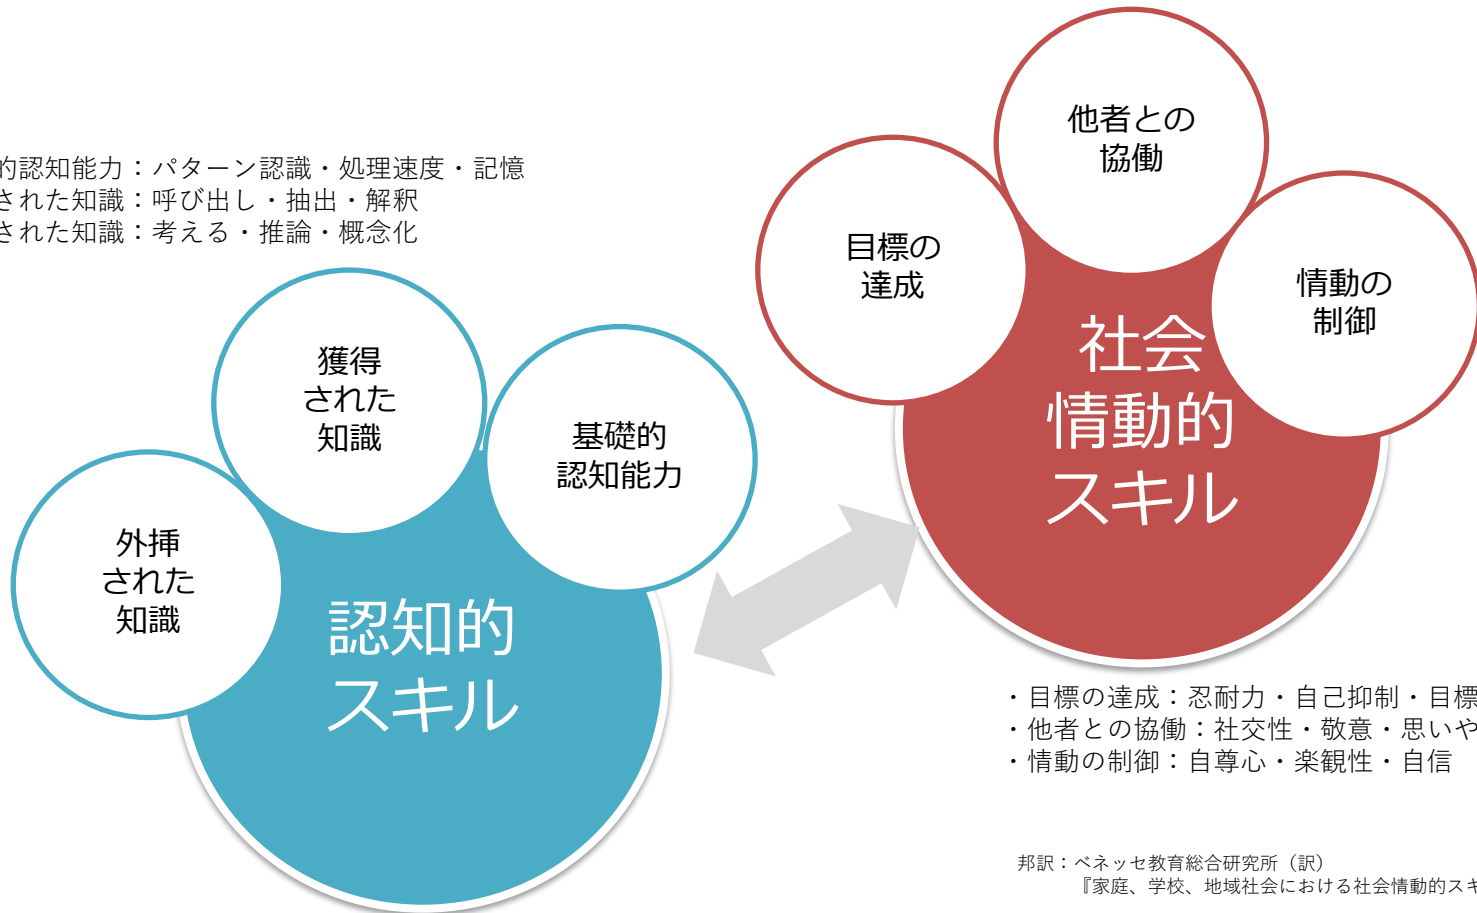 的認知能力：パターン認識・処理速度・記憶
された知識：呼び出し・抽出・解釈
された知識：考える・推論・概念化
獲得
された
知識
基礎的
認知能力
外挿
された
知識
認知的
スキル
他者との
協働
目標の
達成
情動の
制御
社会
情動的
スキル
・目標の達成：忍耐力・自己抑制・目標
・他者との協働：社交性・敬意・思いや
・情動の制御：自尊心・楽観性・自信
邦訳：ベネッセ教育総合研究所（訳）
『家庭、学校、地域社会における社会情動的スキ